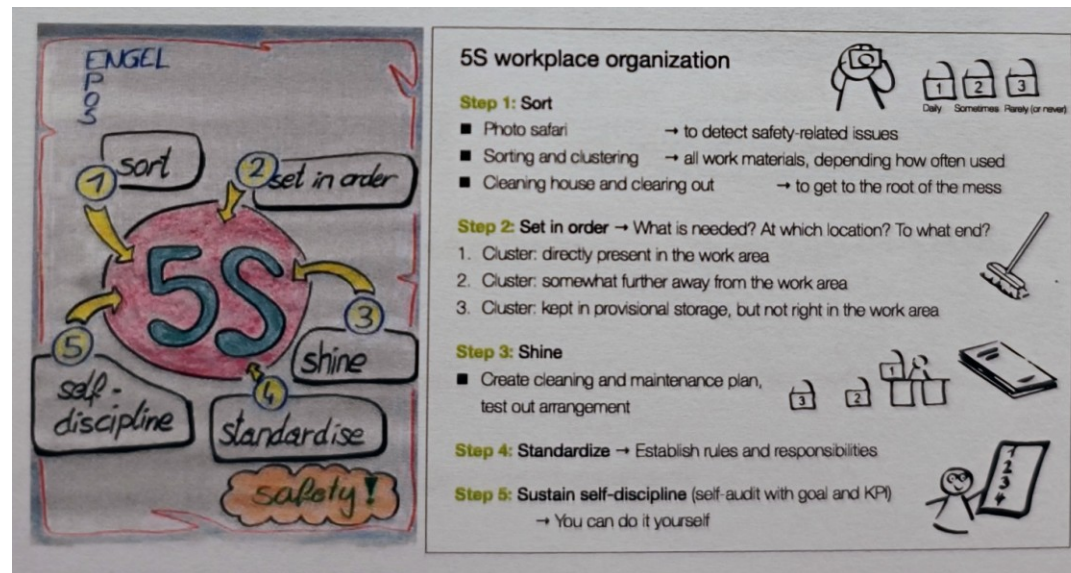 ENGEL
P
O
S
1 sort
2 set in order
5S
3
shine
5
self-
discipline
4
standardise
safety!
5S workplace organization
1 2 3
Daily Sometimes Rarely (or never)
Step 1: Sort
■ Photo safari → to detect safety-related issues
■ Sorting and clustering → all work materials, depending how often used
■ Cleaning house and clearing out → to get to the root of the mess
Step 2: Set in order → What is needed? At which location? To what end?
1. Cluster: directly present in the work area
2. Cluster: somewhat further away from the work area
3. Cluster: kept in provisional storage, but not right in the work area
Step 3: Shine
■ Create cleaning and maintenance plan,
test out arrangement
3 2 1
Step 4: Standardize → Establish rules and responsibilities
Step 5: Sustain self-discipline (self-audit with goal and KPI)
→ You can do it yourself
1
2
3
4